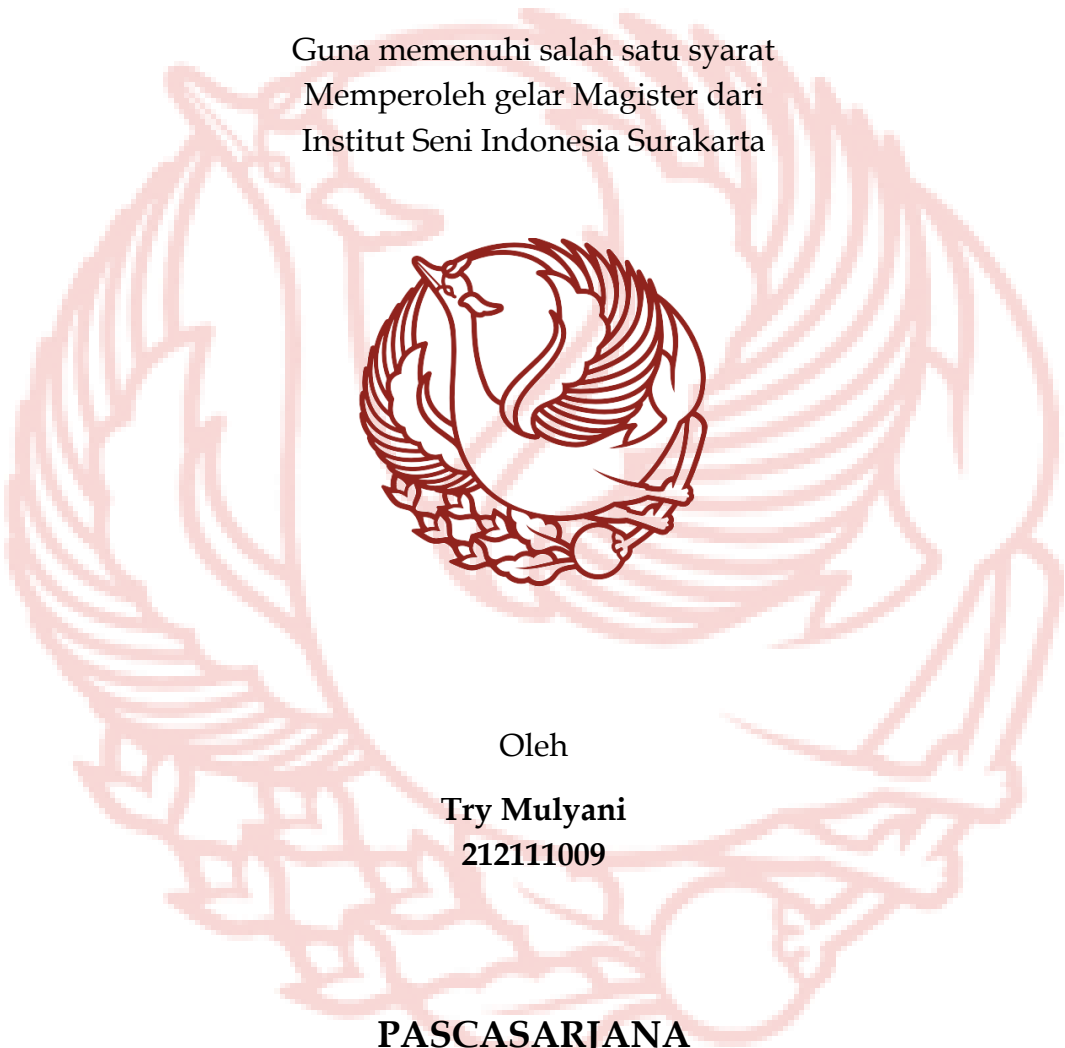 Guna memenuhi salah satu syarat
Memperoleh gelar Magister dari
Institut Seni Indonesia Surakarta
Oleh
Try Mulyani
212111009
PASCASARJANA